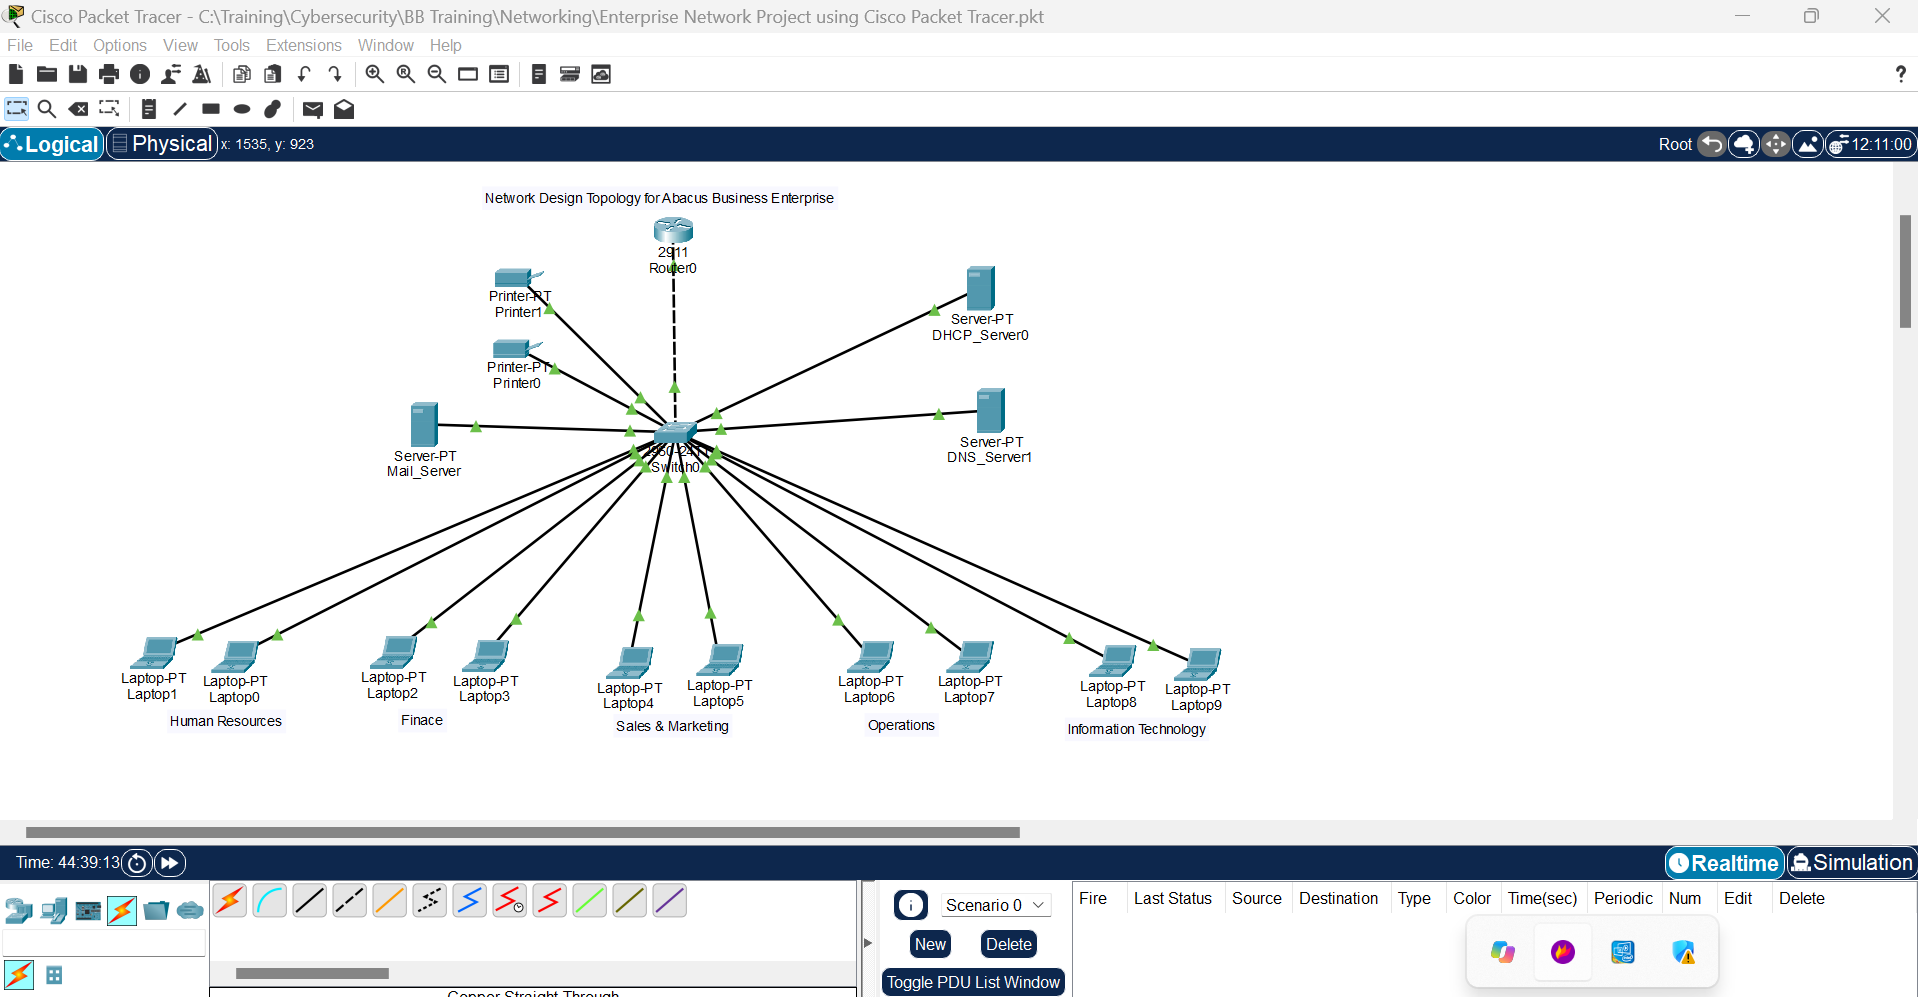 Cisco Packet Tracer - C:\Training\Cybersecurity\BB Training\Networking\Enterprise Network Project using Cisco Packet Tracer.pkt
File Edit Options View Tools Extensions Window Help
?
Logical Physical x: 1535, y: 923 Root 12:11:00
Network Design Topology for Abacus Business Enterprise
2911
Router0
Printer-PT
Printer1
Server-PT
DHCP_Server0
Printer-PT
Printer0
Server-PT
Mail_Server
Switch0
Server-PT
DNS_Server1
Laptop-PT
Laptop1
Laptop-PT
Laptop0
Human Resources
Laptop-PT
Laptop2
Laptop-PT
Laptop3
Finace
Laptop-PT
Laptop4
Laptop-PT
Laptop5
Sales & Marketing
Laptop-PT
Laptop6
Laptop-PT
Laptop7
Operations
Laptop-PT
Laptop8
Laptop-PT
Laptop9
Information Technology
Time: 44:39:13 Realtime Simulation
Scenario 0
New Delete
Toggle PDU List Window
Fire Last Status Source Destination Type Color Time(sec) Periodic Num Edit Delete
Copper Straight-Through